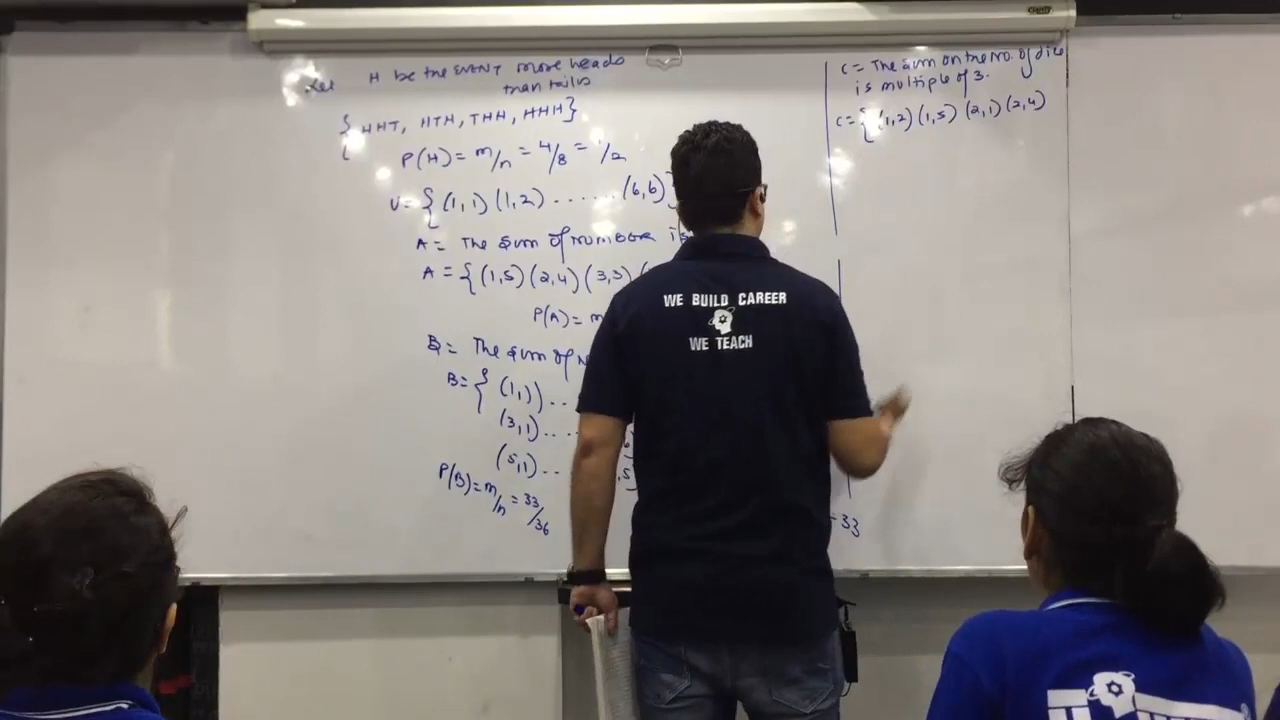 Let H be the EVENT more heads
than tails
{HHT, HTH, THH, HHH}
P(H) = m/n = 4/8 = 1/2
U = {(1,1) (1,2) ...... (6,6)}
A = The sum of NUMBER is
A = {(1,5) (2,4) (3,3) (
P(A) = m
B = The sum of
B = { (1,1) ..
(3,1) ....
(5,1) ... ,5)
P(B) = m/n = 33/36
= 33
C = The sum on the no. of dice
is multiple of 3.
C = {(1,2) (1,5) (2,1) (2,4)
WE BUILD CAREER
WE TEACH